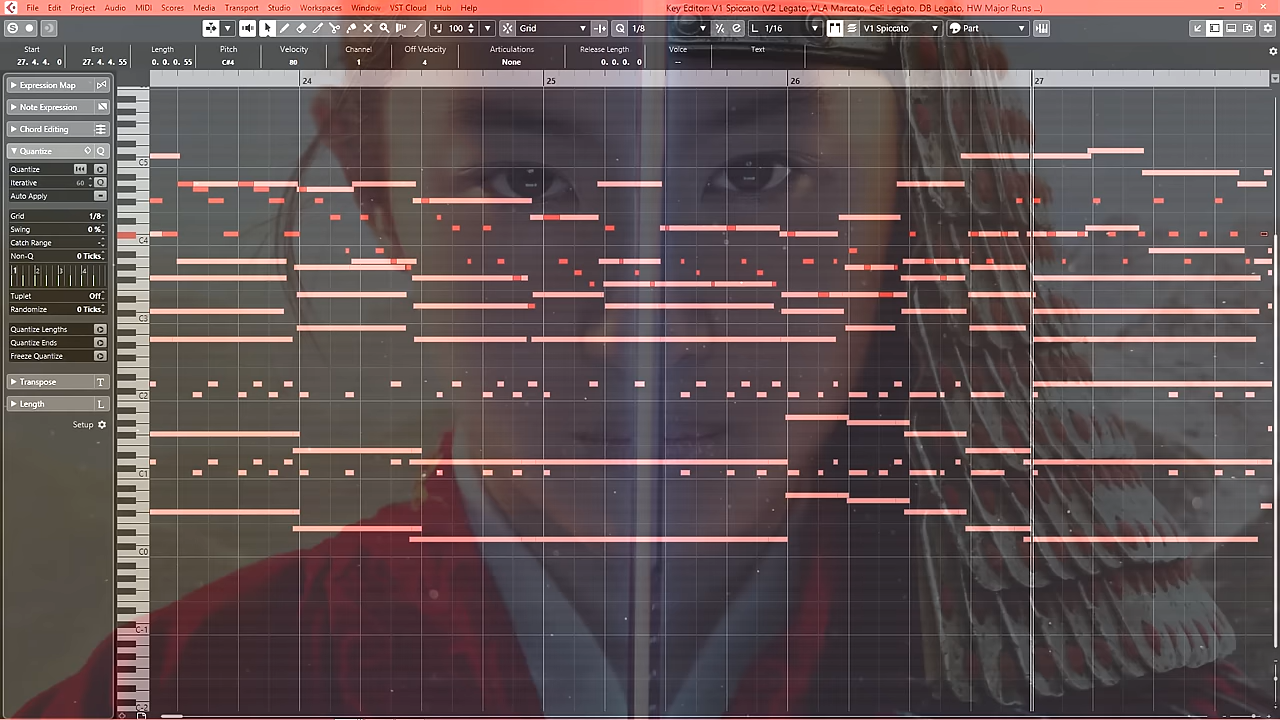 File Edit Project Audio MIDI Scores Media Transport Studio Workspaces Window VST Cloud Hub Help Key Editor: V1 Spiccato (V2 Legato, VLA Marcato, Celi Legato, DB Legato, HW Major Runs ...)
S 100 Grid Q 1/8 L 1/16 V1 Spiccato Part
Start End Length Pitch Velocity Channel Off Velocity Articulations Release Length Voice Text
27. 4. 4. 0 27. 4. 4. 55 0. 0. 0. 55 C#4 80 1 4 None 0. 0. 0. 0 --
24 25 26 27
Expression Map
Note Expression
Chord Editing
Quantize Q
Quantize
Iterative 60 Q
Auto Apply
Grid 1/8
Swing 0 %
Catch Range -
Non-Q 0 Ticks
1 2 3 4
Tuplet Off
Randomize 0 Ticks
Quantize Lengths
Quantize Ends
Freeze Quantize
Transpose T
Length L
Setup
C5
C4
C3
C2
C1
C0
C-1
C-2